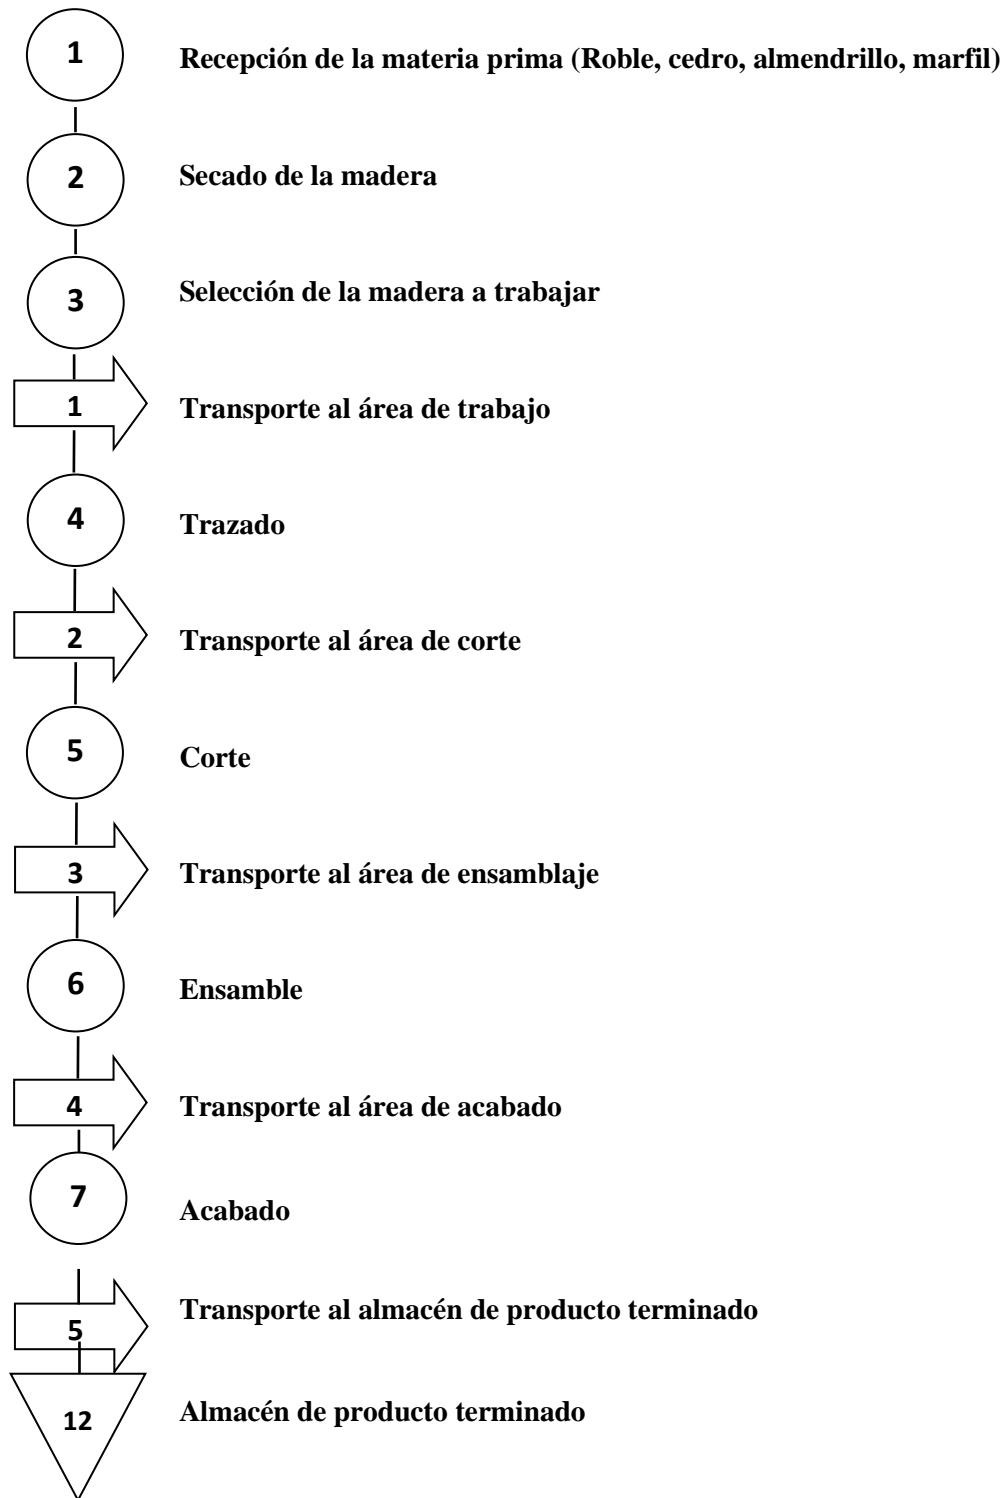 1 Recepción de la materia prima (Roble, cedro, almendrillo, marfil)
2 Secado de la madera
3 Selección de la madera a trabajar
1 Transporte al área de trabajo
4 Trazado
2 Transporte al área de corte
5 Corte
3 Transporte al área de ensamblaje
6 Ensamble
4 Transporte al área de acabado
7 Acabado
5 Transporte al almacén de producto terminado
12 Almacén de producto terminado